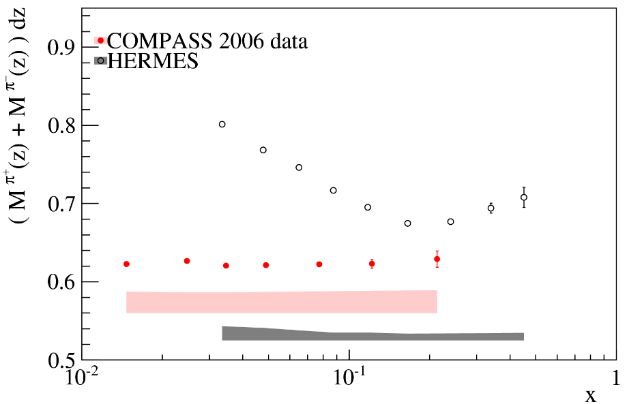 ( M^{π^+}(z) + M^{π^-}(z) ) dz
COMPASS 2006 data
HERMES
0.9
0.8
0.7
0.6
0.5
10^{-2}
10^{-1}
1
x